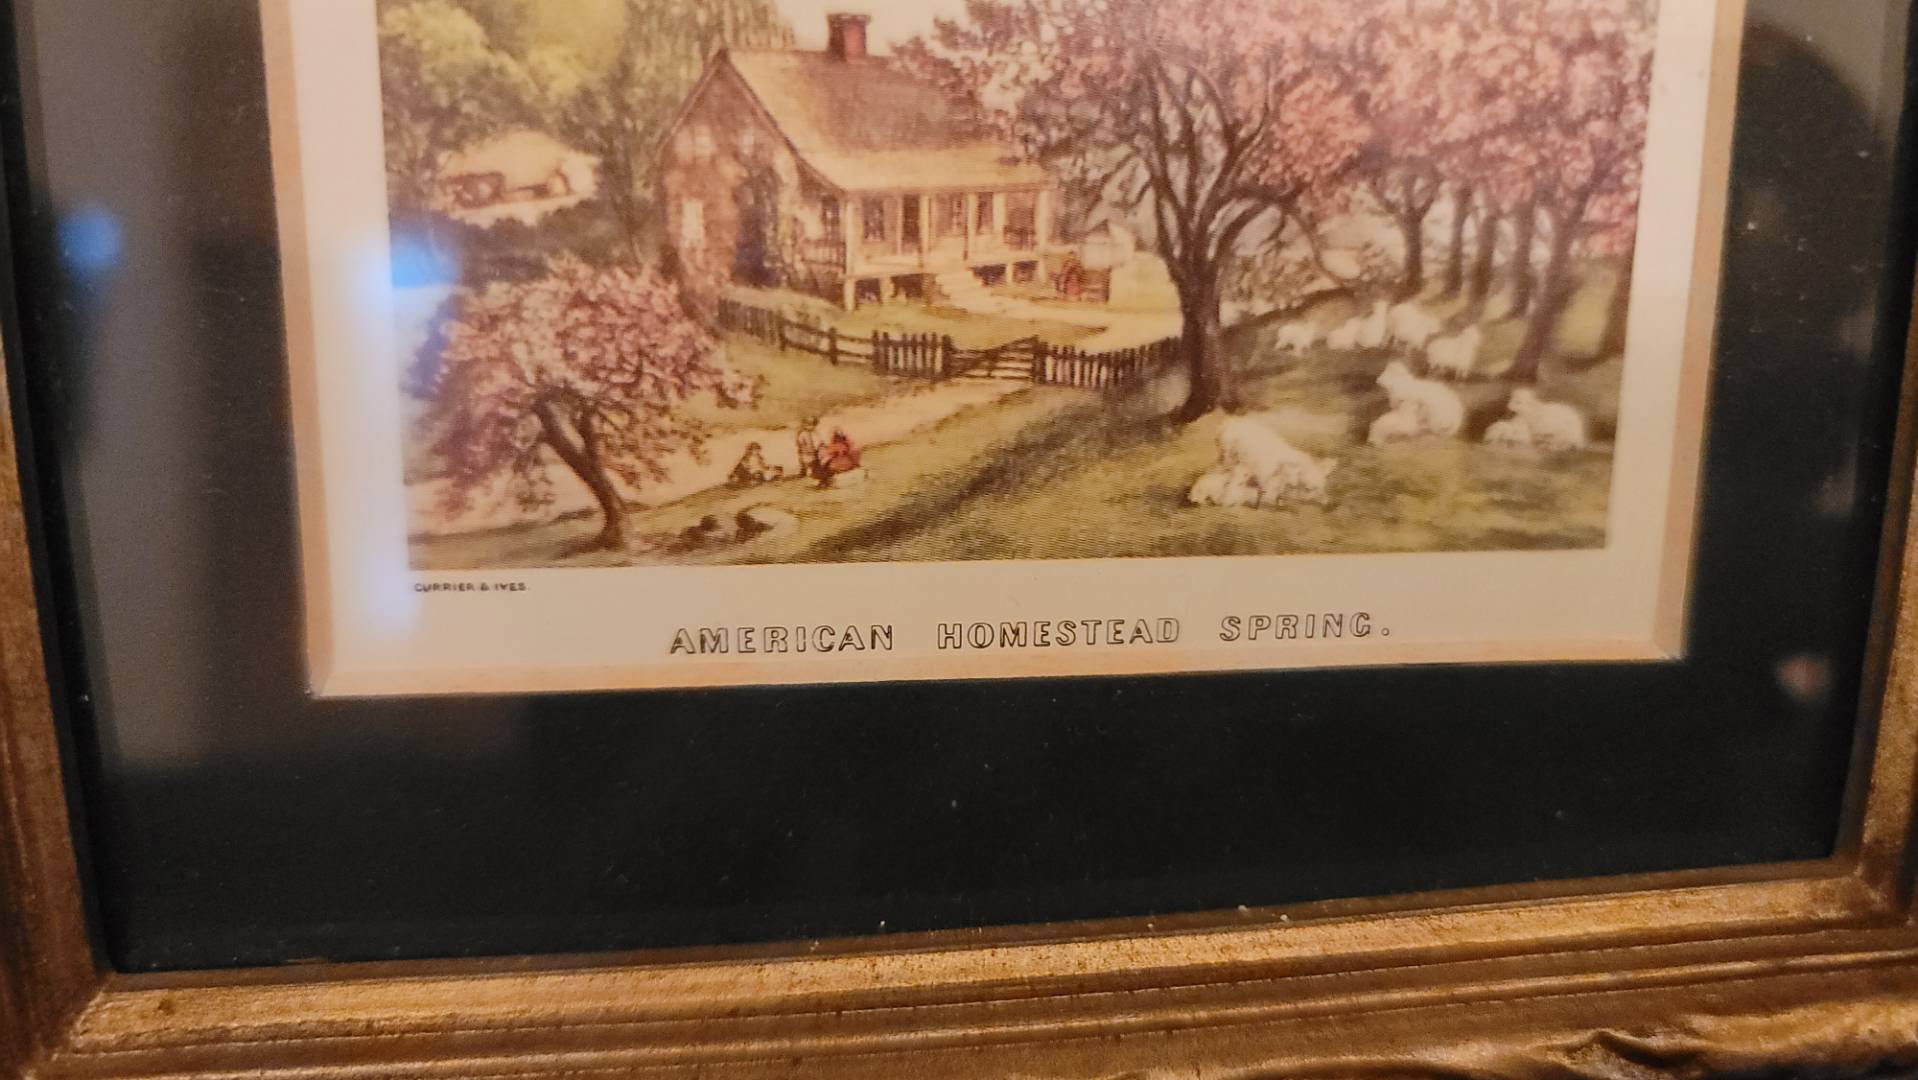 CURRIER & IVES.
AMERICAN HOMESTEAD SPRING.